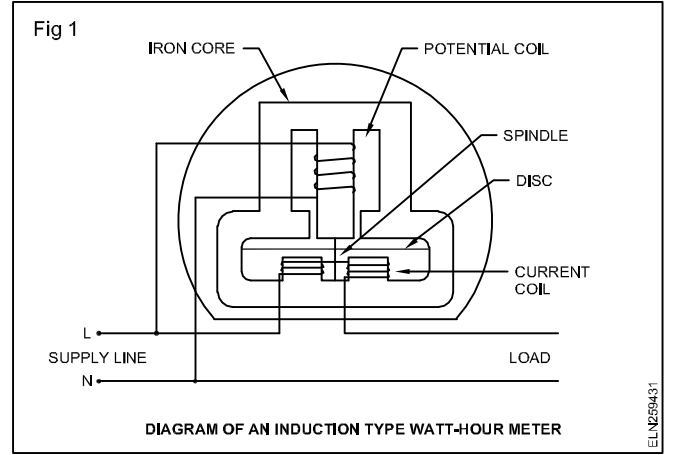 Fig 1
IRON CORE
POTENTIAL COIL
SPINDLE
DISC
CURRENT
COIL
L
SUPPLY LINE
LOAD
N
DIAGRAM OF AN INDUCTION TYPE WATT-HOUR METER
ELN259431